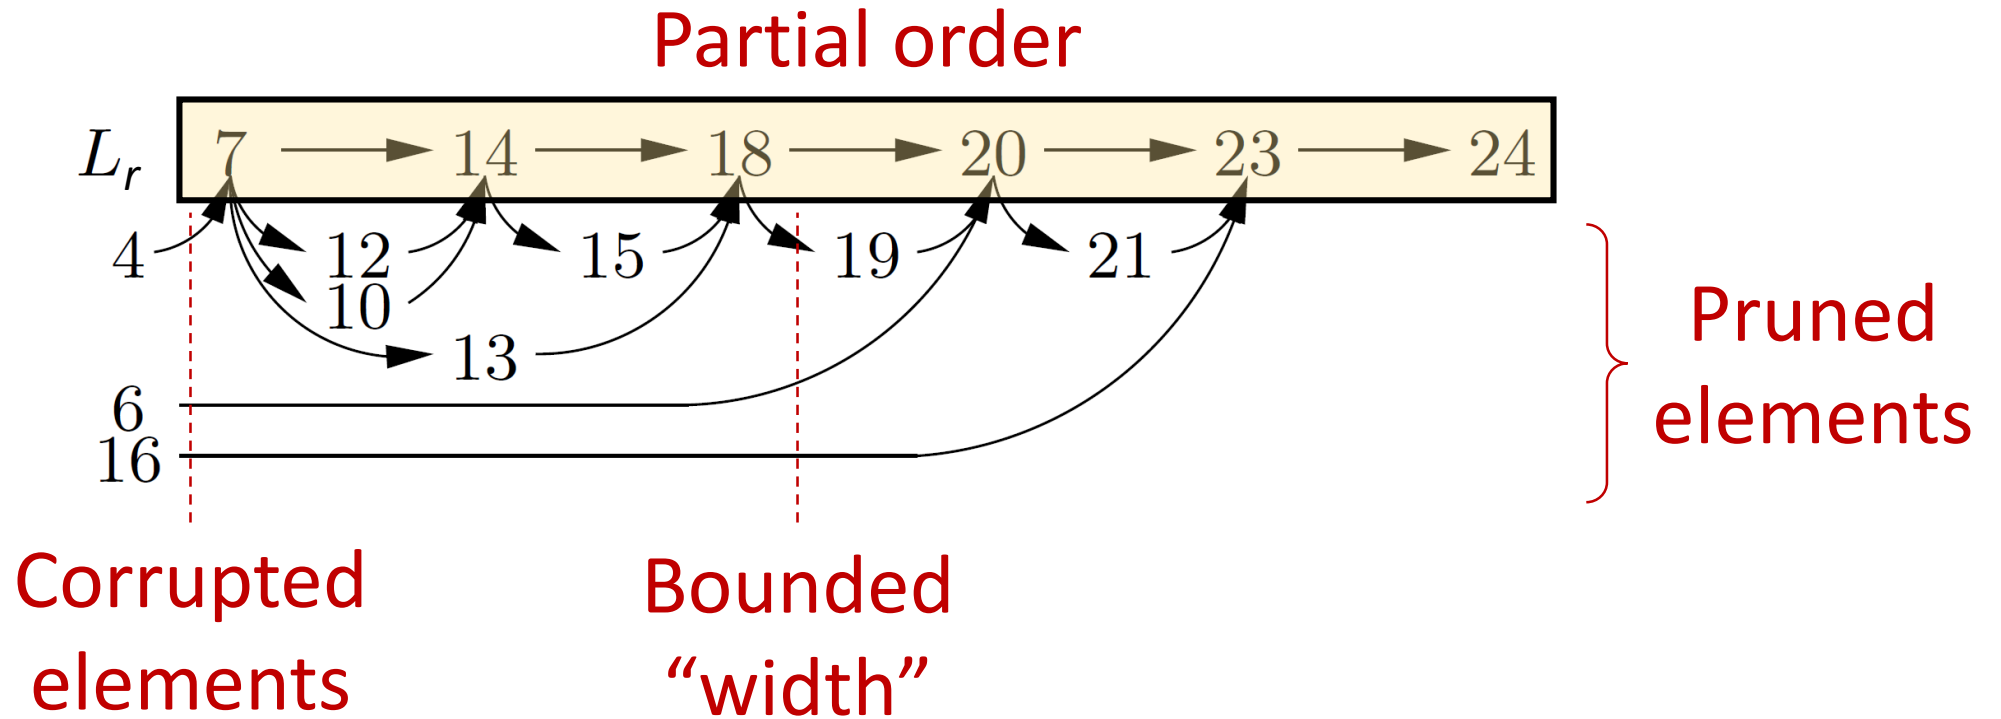 Partial order
L_r 7 14 18 20 23 24
4 12 15 19 21
10
13
6
16
Pruned
elements
Corrupted
elements
Bounded
“width”